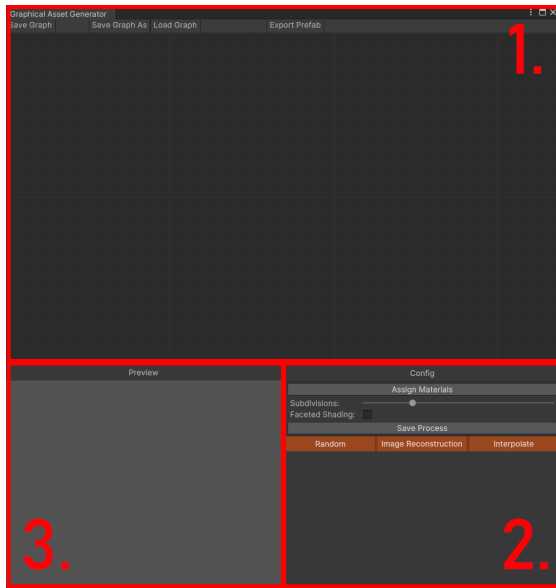 Graphical Asset Generator
Save Graph Save Graph As Load Graph Export Prefab
1.
Preview
3.
Config
Assign Materials
Subdivisions:
Faceted Shading:
Save Process
Random Image Reconstruction Interpolate
2.